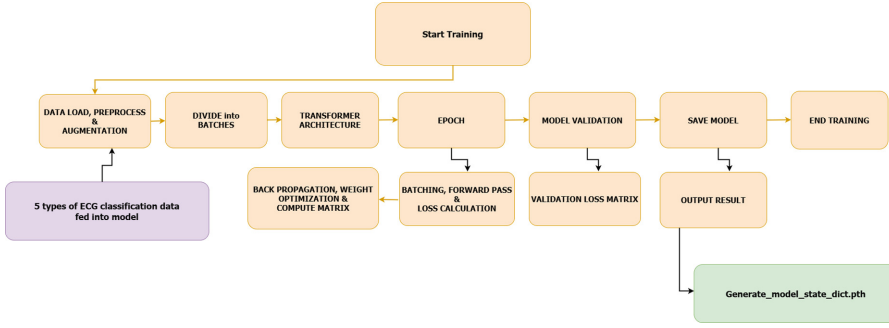 Start Training
DATA LOAD, PREPROCESS
&
AUGMENTATION
DIVIDE into
BATCHES
TRANSFORMER
ARCHITECTURE
EPOCH
MODEL VALIDATION
SAVE MODEL
END TRAINING
5 types of ECG classification data
fed into model
BACK PROPAGATION, WEIGHT
OPTIMIZATION &
COMPUTE MATRIX
BATCHING, FORWARD PASS
&
LOSS CALCULATION
VALIDATION LOSS MATRIX
OUTPUT RESULT
Generate_model_state_dict.pth